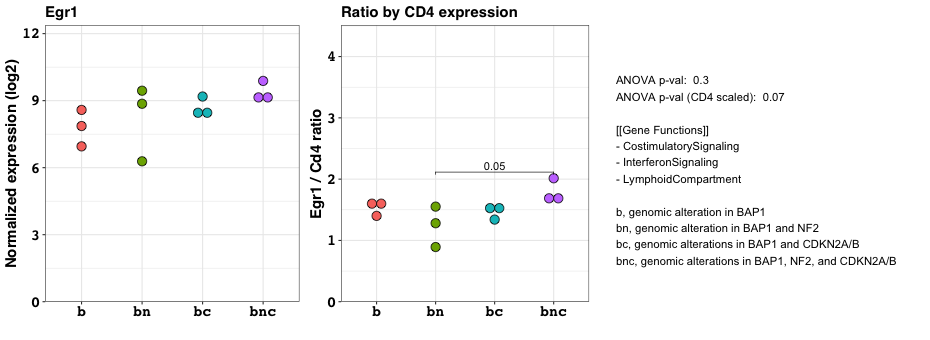 Egr1
Normalized expression (log2)
12
9
6
3
0
b
bn
bc
bnc
Ratio by CD4 expression
Egr1 / Cd4 ratio
4
3
2
1
0
0.05
b
bn
bc
bnc
ANOVA p-val:  0.3
ANOVA p-val (CD4 scaled):  0.07
[[Gene Functions]]
- CostimulatorySignaling
- InterferonSignaling
- LymphoidCompartment
b, genomic alteration in BAP1
bn, genomic alteration in BAP1 and NF2
bc, genomic alterations in BAP1 and CDKN2A/B
bnc, genomic alterations in BAP1, NF2, and CDKN2A/B